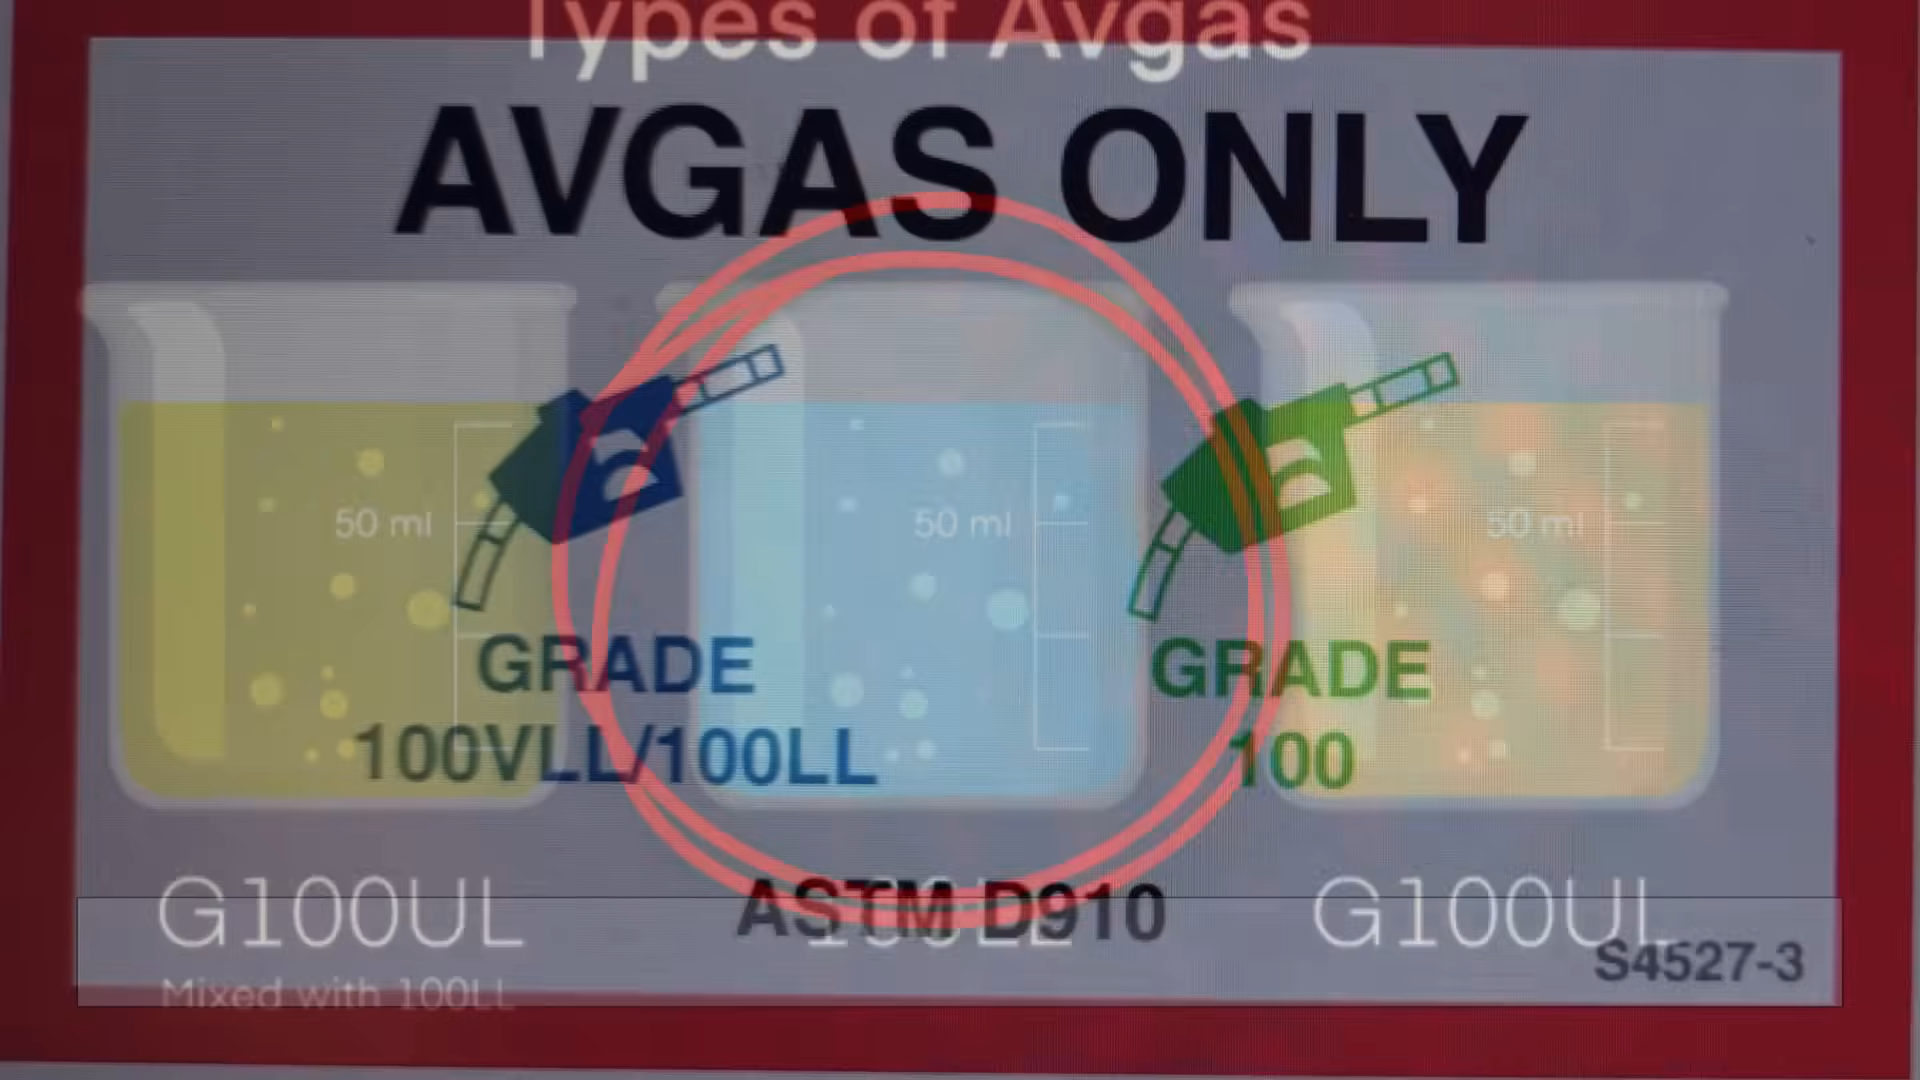 Types of Avgas
AVGAS ONLY
50 ml
50 ml
50 ml
GRADE
100VLL/100LL
GRADE
100
ASTM D910
G100UL
100LL
G100UL
S4527-3
Mixed with 100LL